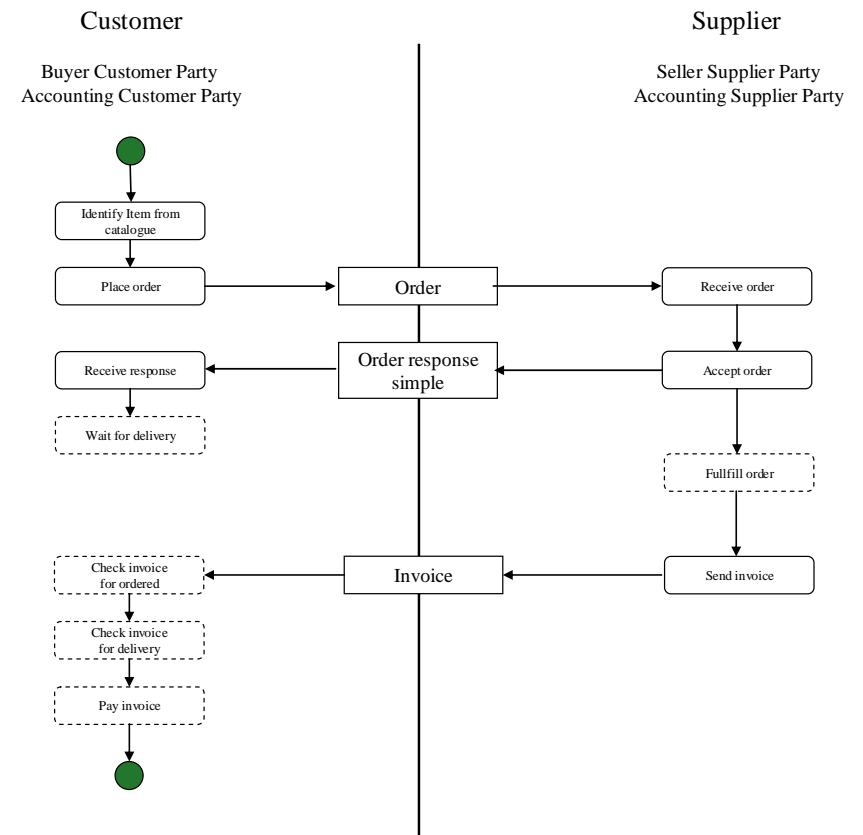 Customer
Supplier
Buyer Customer Party
Accounting Customer Party
Seller Supplier Party
Accounting Supplier Party
Identify Item from
catalogue
Place order
Order
Receive order
Receive response
Order response
simple
Accept order
Wait for delivery
Fullfill order
Check invoice
for ordered
Invoice
Send invoice
Check invoice
for delivery
Pay invoice